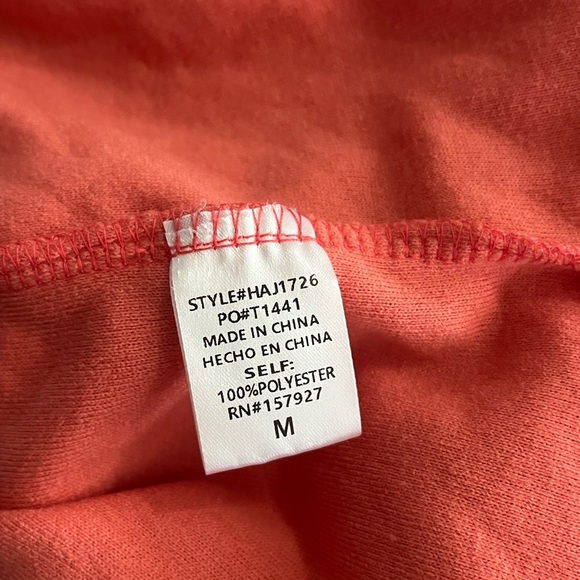 STYLE#HAJ1726
PO#T1441
MADE IN CHINA
HECHO EN CHINA
SELF:
100%POLYESTER
RN#157927
M